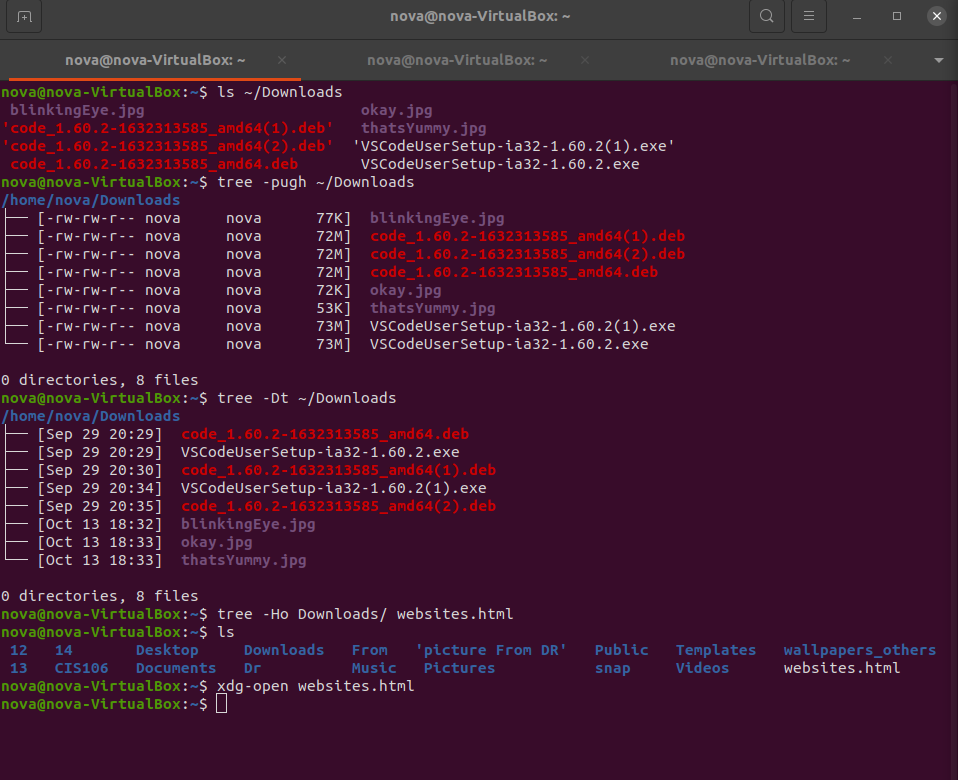 nova@nova-VirtualBox: ~
nova@nova-VirtualBox: ~ nova@nova-VirtualBox: ~ nova@nova-VirtualBox: ~
nova@nova-VirtualBox:~$ ls ~/Downloads
blinkingEye.jpg okay.jpg
'code_1.60.2-1632313585_amd64(1).deb' thatsYummy.jpg
'code_1.60.2-1632313585_amd64(2).deb' 'VSCodeUserSetup-ia32-1.60.2(1).exe'
code_1.60.2-1632313585_amd64.deb VSCodeUserSetup-ia32-1.60.2.exe
nova@nova-VirtualBox:~$ tree -pugh ~/Downloads
/home/nova/Downloads
├── [-rw-rw-r-- nova     nova      77K]  blinkingEye.jpg
├── [-rw-rw-r-- nova     nova      72M]  code_1.60.2-1632313585_amd64(1).deb
├── [-rw-rw-r-- nova     nova      72M]  code_1.60.2-1632313585_amd64(2).deb
├── [-rw-rw-r-- nova     nova      72M]  code_1.60.2-1632313585_amd64.deb
├── [-rw-rw-r-- nova     nova      72K]  okay.jpg
├── [-rw-rw-r-- nova     nova      53K]  thatsYummy.jpg
├── [-rw-rw-r-- nova     nova      73M]  VSCodeUserSetup-ia32-1.60.2(1).exe
└── [-rw-rw-r-- nova     nova      73M]  VSCodeUserSetup-ia32-1.60.2.exe
0 directories, 8 files
nova@nova-VirtualBox:~$ tree -Dt ~/Downloads
/home/nova/Downloads
├── [Sep 29 20:29]  code_1.60.2-1632313585_amd64.deb
├── [Sep 29 20:29]  VSCodeUserSetup-ia32-1.60.2.exe
├── [Sep 29 20:30]  code_1.60.2-1632313585_amd64(1).deb
├── [Sep 29 20:34]  VSCodeUserSetup-ia32-1.60.2(1).exe
├── [Sep 29 20:35]  code_1.60.2-1632313585_amd64(2).deb
├── [Oct 13 18:32]  blinkingEye.jpg
├── [Oct 13 18:33]  okay.jpg
└── [Oct 13 18:33]  thatsYummy.jpg
0 directories, 8 files
nova@nova-VirtualBox:~$ tree -Ho Downloads/ websites.html
nova@nova-VirtualBox:~$ ls
12 14 Desktop Downloads From 'picture From DR' Public Templates wallpapers_others
13 CIS106 Documents Dr Music Pictures snap Videos websites.html
nova@nova-VirtualBox:~$ xdg-open websites.html
nova@nova-VirtualBox:~$